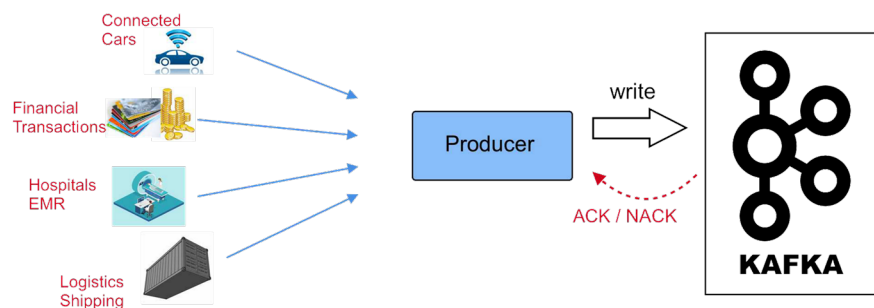 Connected
Cars
Financial
Transactions
Hospitals
EMR
Logistics
Shipping
Producer
write
ACK / NACK
KAFKA